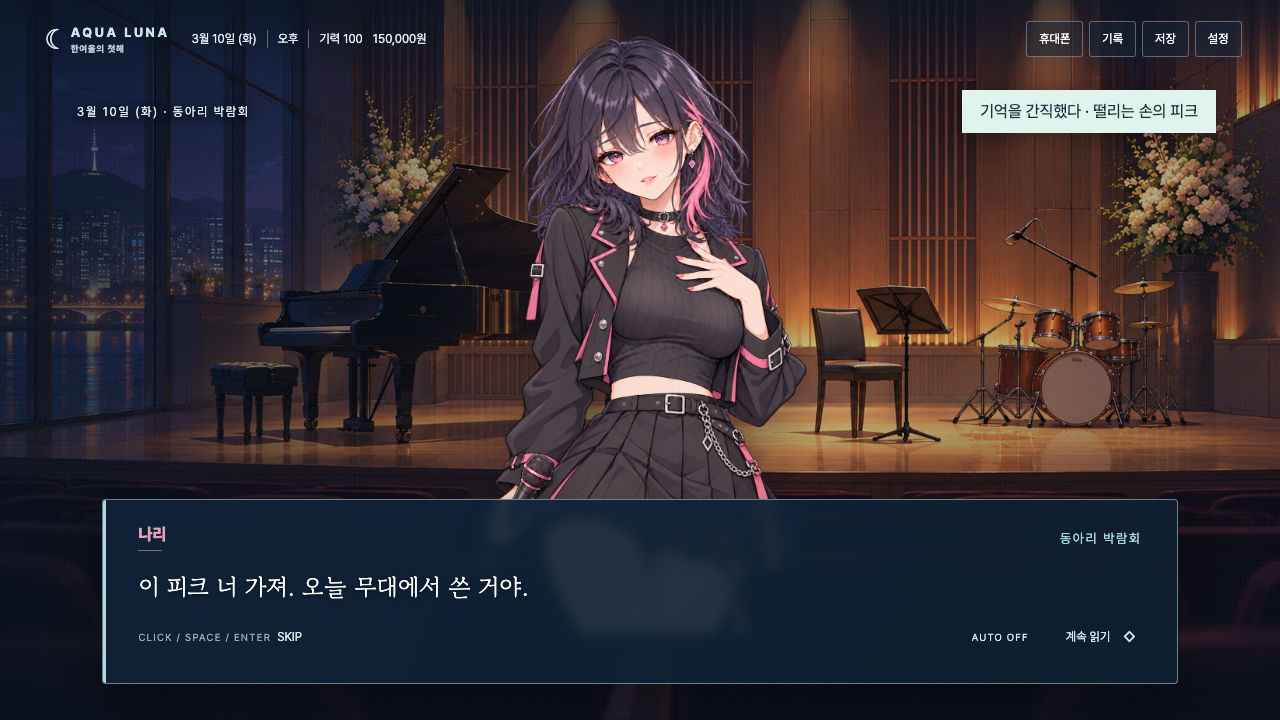 AQUA LUNA
한여울의 첫해
3월 10일 (화) 오후 기력 100 150,000원
휴대폰 기록 저장 설정
3월 10일 (화) · 동아리 박람회
기억을 간직했다 · 떨리는 손의 피크
나리
동아리 박람회
이 피크 너 가져. 오늘 무대에서 쓴 거야.
CLICK / SPACE / ENTER SKIP
AUTO OFF 계속 읽기